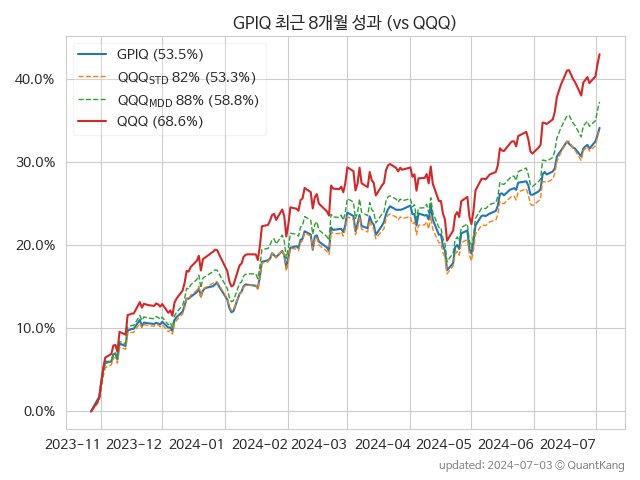 GPIQ 최근 8개월 성과 (vs QQQ)
GPIQ (53.5%)
QQQSTD 82% (53.3%)
QQQMDD 88% (58.8%)
QQQ (68.6%)
40.0%
30.0%
20.0%
10.0%
0.0%
2023-11 2023-12 2024-01 2024-02 2024-03 2024-04 2024-05 2024-06 2024-07
updated: 2024-07-03 © QuantKang